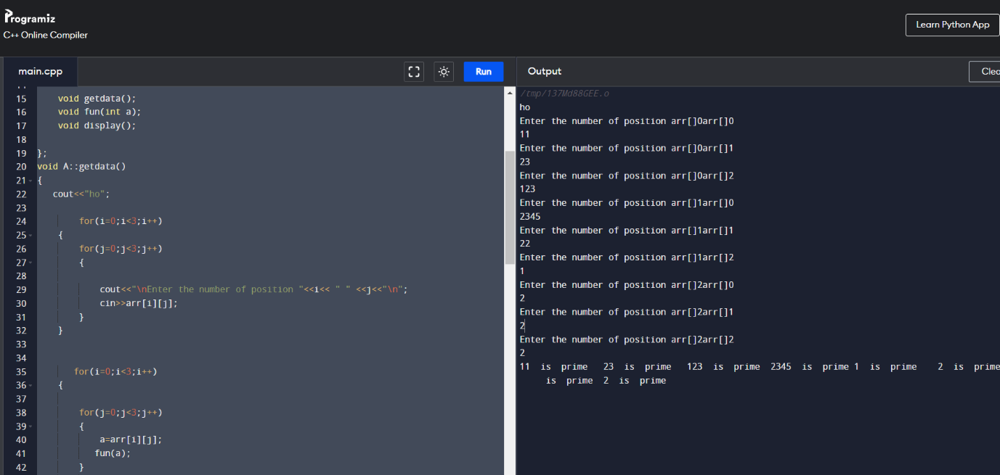 Programiz
C++ Online Compiler
Learn Python App
main.cpp
Run
Output
Clea
15 void getdata();
16 void fun(int a);
17 void display();
18
19 };
20 void A::getdata()
21 {
22 cout<<"ho";
23
24 for(i=0;i<3;i++)
25 {
26 for(j=0;j<3;j++)
27 {
28
29 cout<<"\nEnter the number of position "<<i<< " " <<j<<"\n";
30 cin>>arr[i][j];
31 }
32 }
33
34
35 for(i=0;i<3;i++)
36 {
37
38 for(j=0;j<3;j++)
39 {
40 a=arr[i][j];
41 fun(a);
42 }
/tmp/137Md88GEE.o
ho
Enter the number of position arr[]0arr[]0
11
Enter the number of position arr[]0arr[]1
23
Enter the number of position arr[]0arr[]2
123
Enter the number of position arr[]1arr[]0
2345
Enter the number of position arr[]1arr[]1
22
Enter the number of position arr[]1arr[]2
1
Enter the number of position arr[]2arr[]0
2
Enter the number of position arr[]2arr[]1
2
Enter the number of position arr[]2arr[]2
2
11 is prime 23 is prime 123 is prime 2345 is prime 1 is prime 2 is prime
is prime 2 is prime